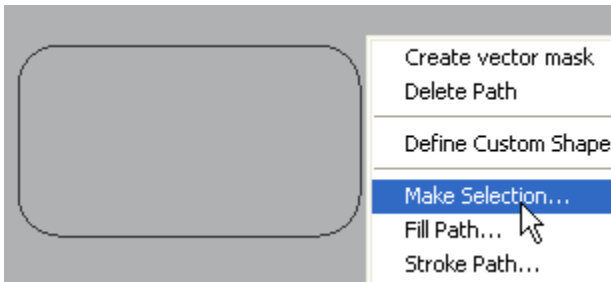 Create vector mask
Delete Path
Define Custom Shape
Make Selection...
Fill Path...
Stroke Path...